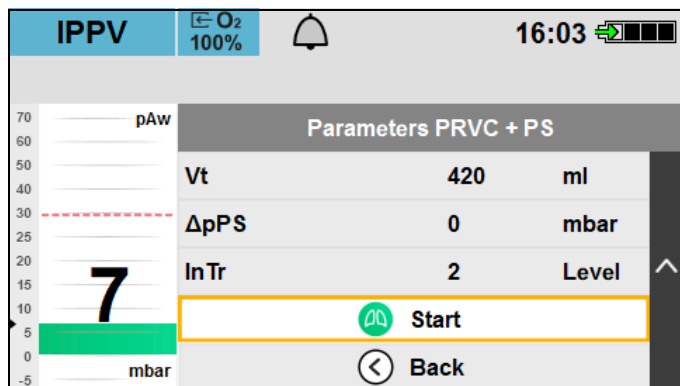 IPPV O₂ 100% 16:03
Parameters PRVC + PS
70 pAw
60
50
40
30
25
20
15
10
5
0
-5 mbar
7
Vt 420 ml
ΔpPS 0 mbar
InTr 2 Level
Start
Back